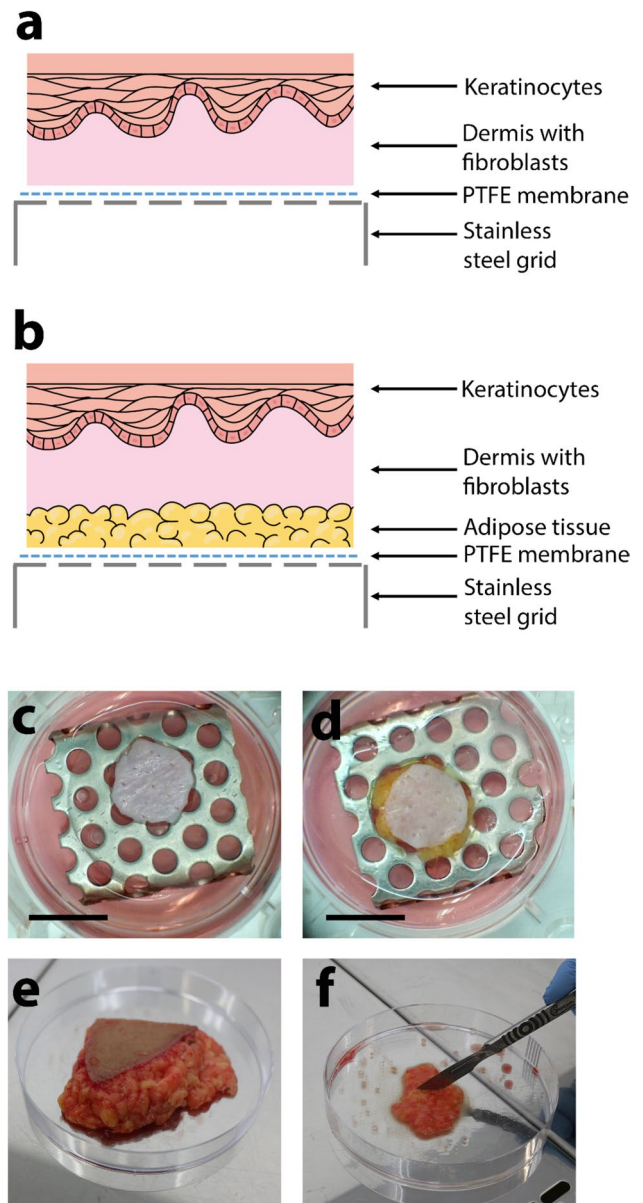 a
Keratinocytes
Dermis with
fibroblasts
PTFE membrane
Stainless
steel grid
b
Keratinocytes
Dermis with
fibroblasts
Adipose tissue
PTFE membrane
Stainless
steel grid
c
d
e
f